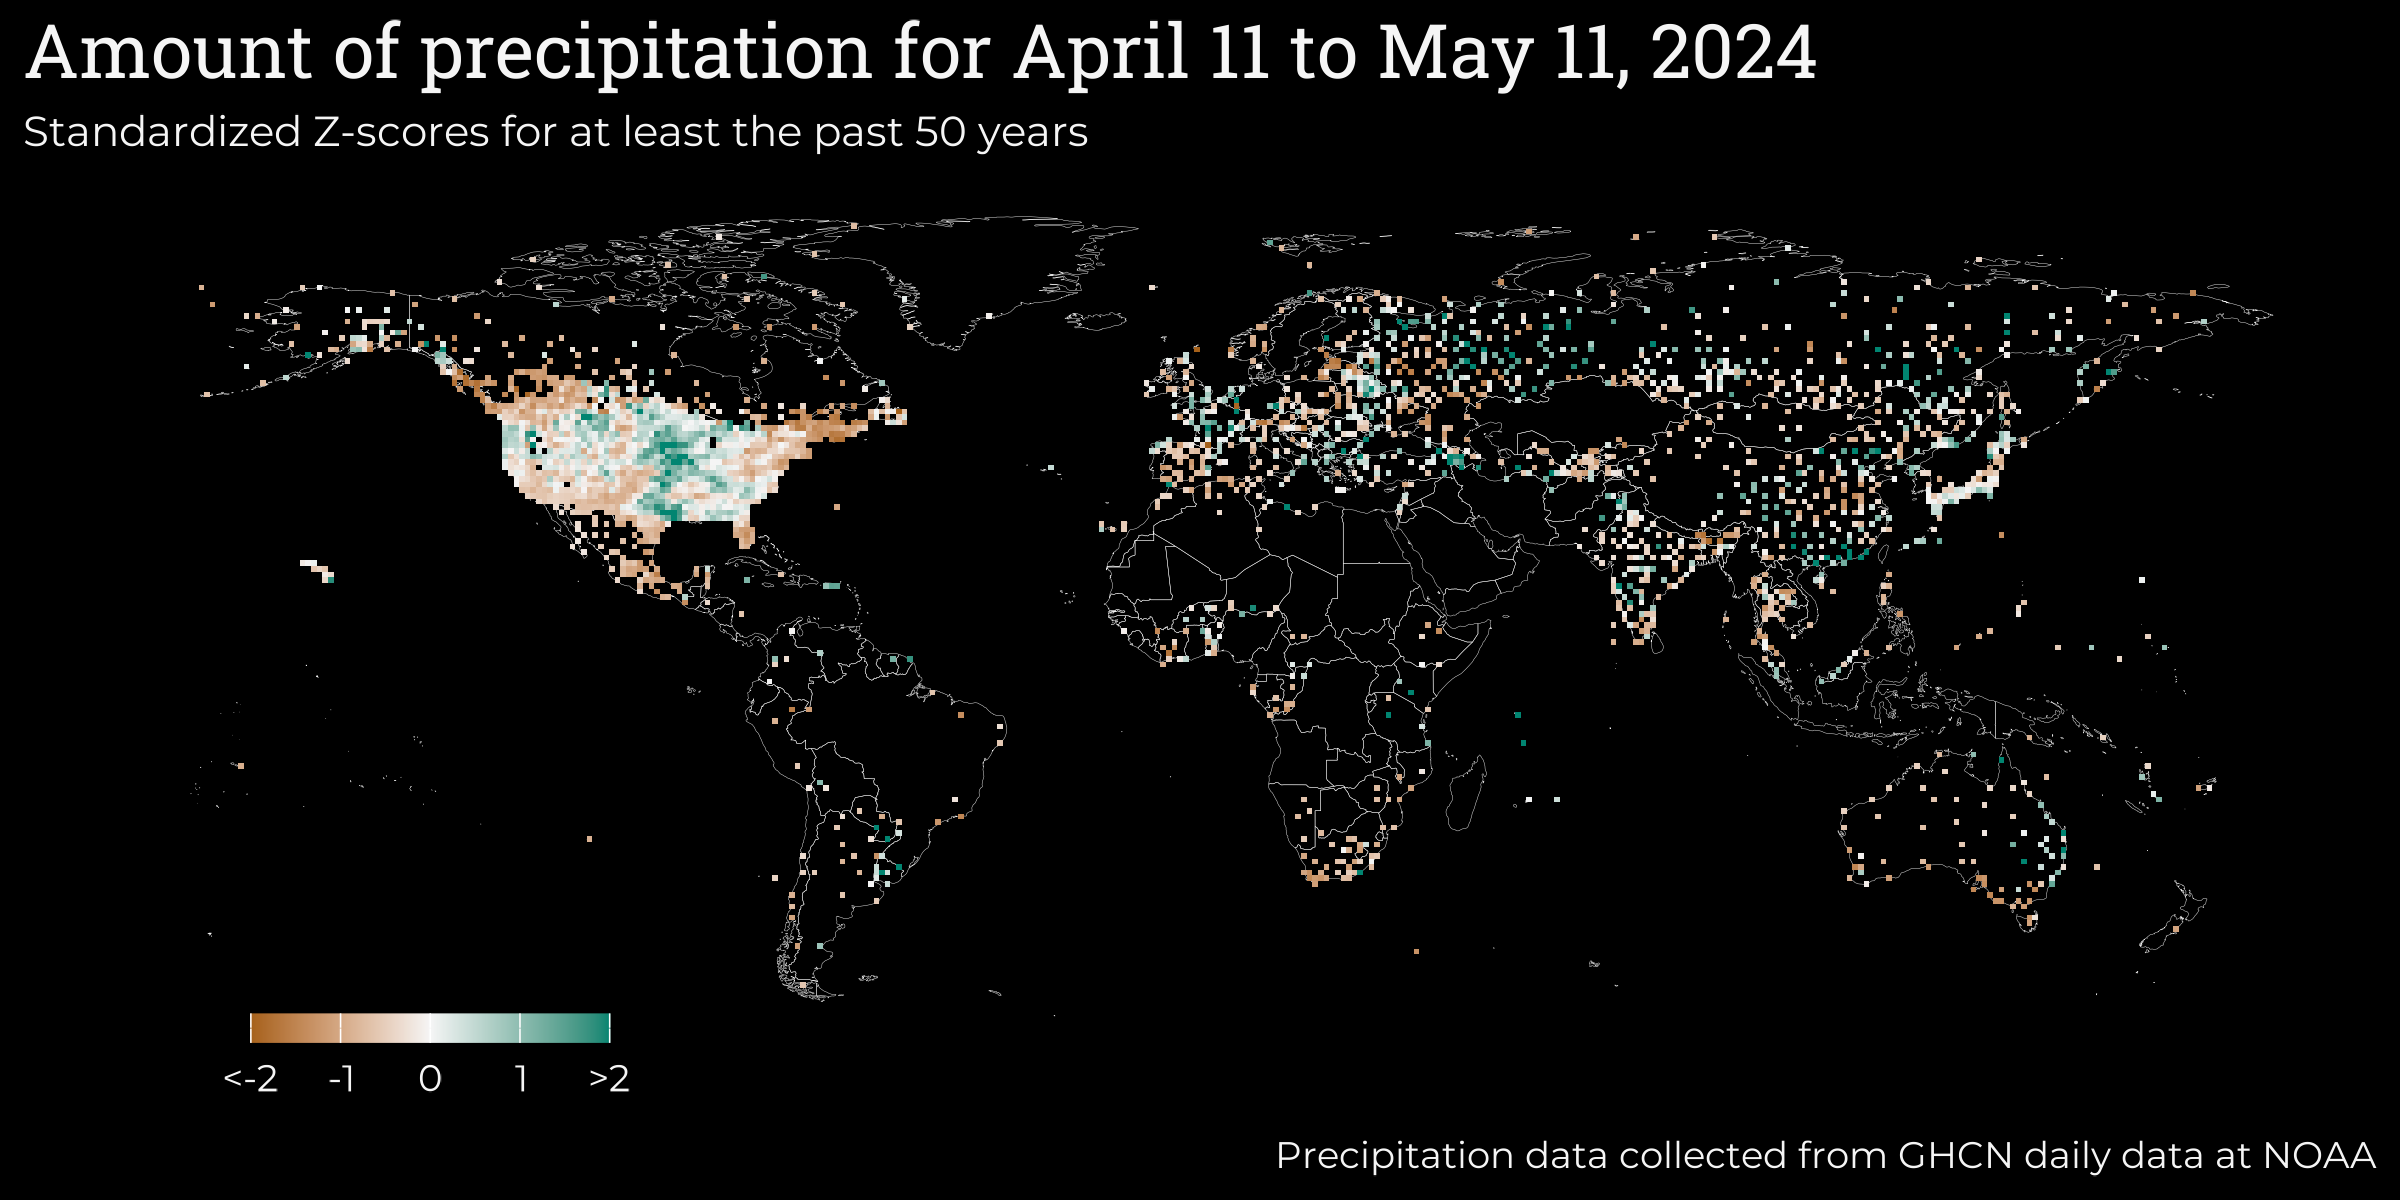 Amount of precipitation for April 11 to May 11, 2024
Standardized Z-scores for at least the past 50 years
<-2 -1 0 1 >2
Precipitation data collected from GHCN daily data at NOAA